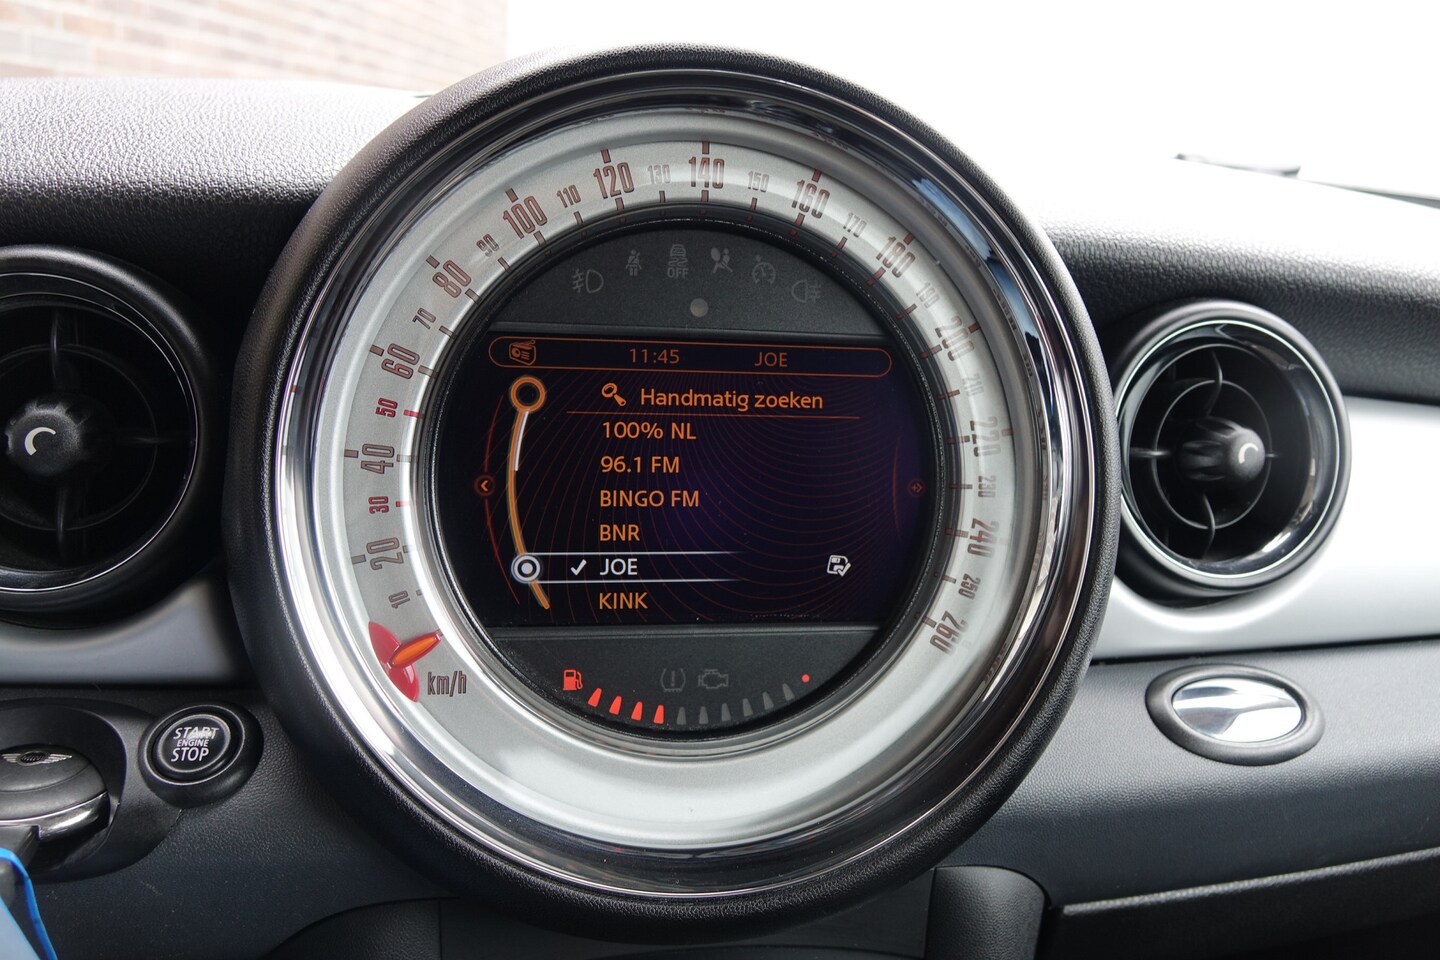 10
20
30
40
50
60
70
80
90
100
110
120
130
140
150
160
170
180
190
200
210
220
230
240
250
260
km/h
OFF
11:45 JOE
Handmatig zoeken
100% NL
96.1 FM
BINGO FM
BNR
JOE
KINK
START
ENGINE
STOP